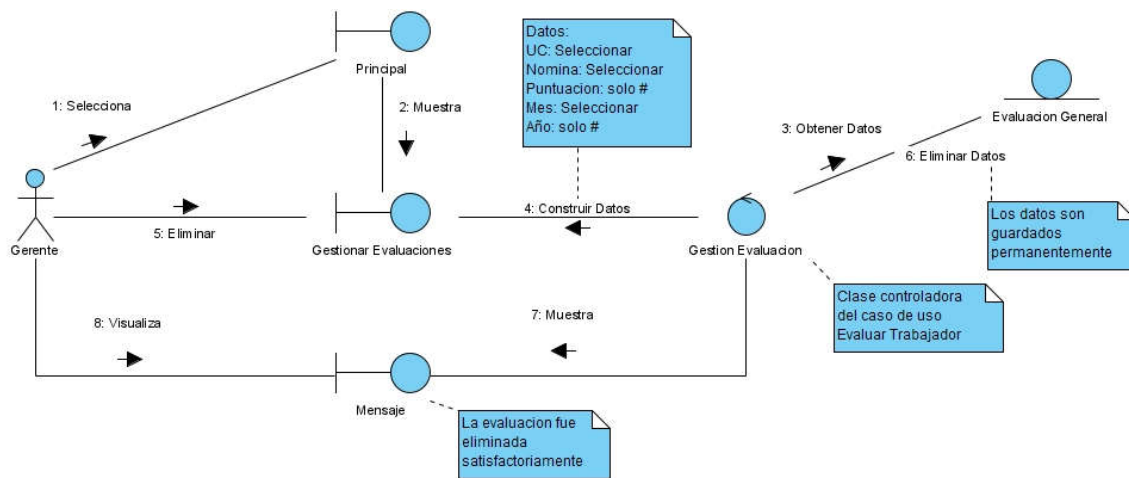 Datos:
UC: Seleccionar
Nomina: Seleccionar
Puntuacion: solo #
Mes: Seleccionar
Año: solo #
Principal
1: Selecciona
2: Muestra
3: Obtener Datos
Evaluacion General
6: Eliminar Datos
4: Construir Datos
5: Eliminar
Gerente
Gestionar Evaluaciones
Gestion Evaluacion
Los datos son
guardados
permanentemente
Clase controladora
del caso de uso
Evaluar Trabajador
8: Visualiza
7: Muestra
Mensaje
La evaluacion fue
eliminada
satisfactoriamente